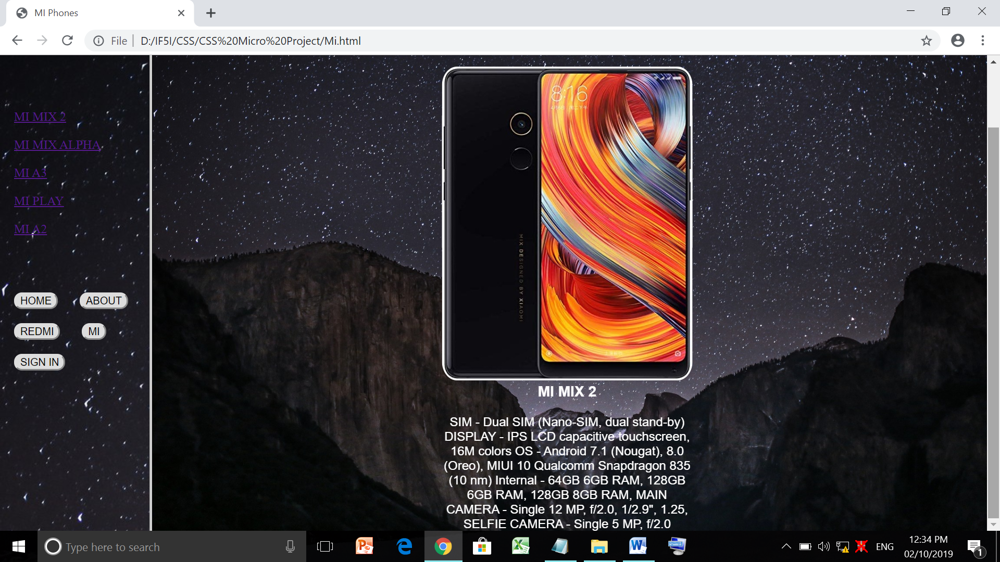 MI Phones
File
D:/IF5I/CSS/CSS%20Micro%20Project/Mi.html
MI MIX 2
MI MIX ALPHA
MI A3
MI PLAY
MI A2
HOME
ABOUT
REDMI
MI
SIGN IN
8:16
MIX DESIGNED BY XIAOMI
MI MIX 2
SIM - Dual SIM (Nano-SIM, dual stand-by)
DISPLAY - IPS LCD capacitive touchscreen,
16M colors OS - Android 7.1 (Nougat), 8.0
(Oreo), MIUI 10 Qualcomm Snapdragon 835
(10 nm) Internal - 64GB 6GB RAM, 128GB
6GB RAM, 128GB 8GB RAM, MAIN
CAMERA - Single 12 MP, f/2.0, 1/2.9", 1.25,
SELFIE CAMERA - Single 5 MP, f/2.0
Type here to search
ENG
12:34 PM
02/10/2019
1